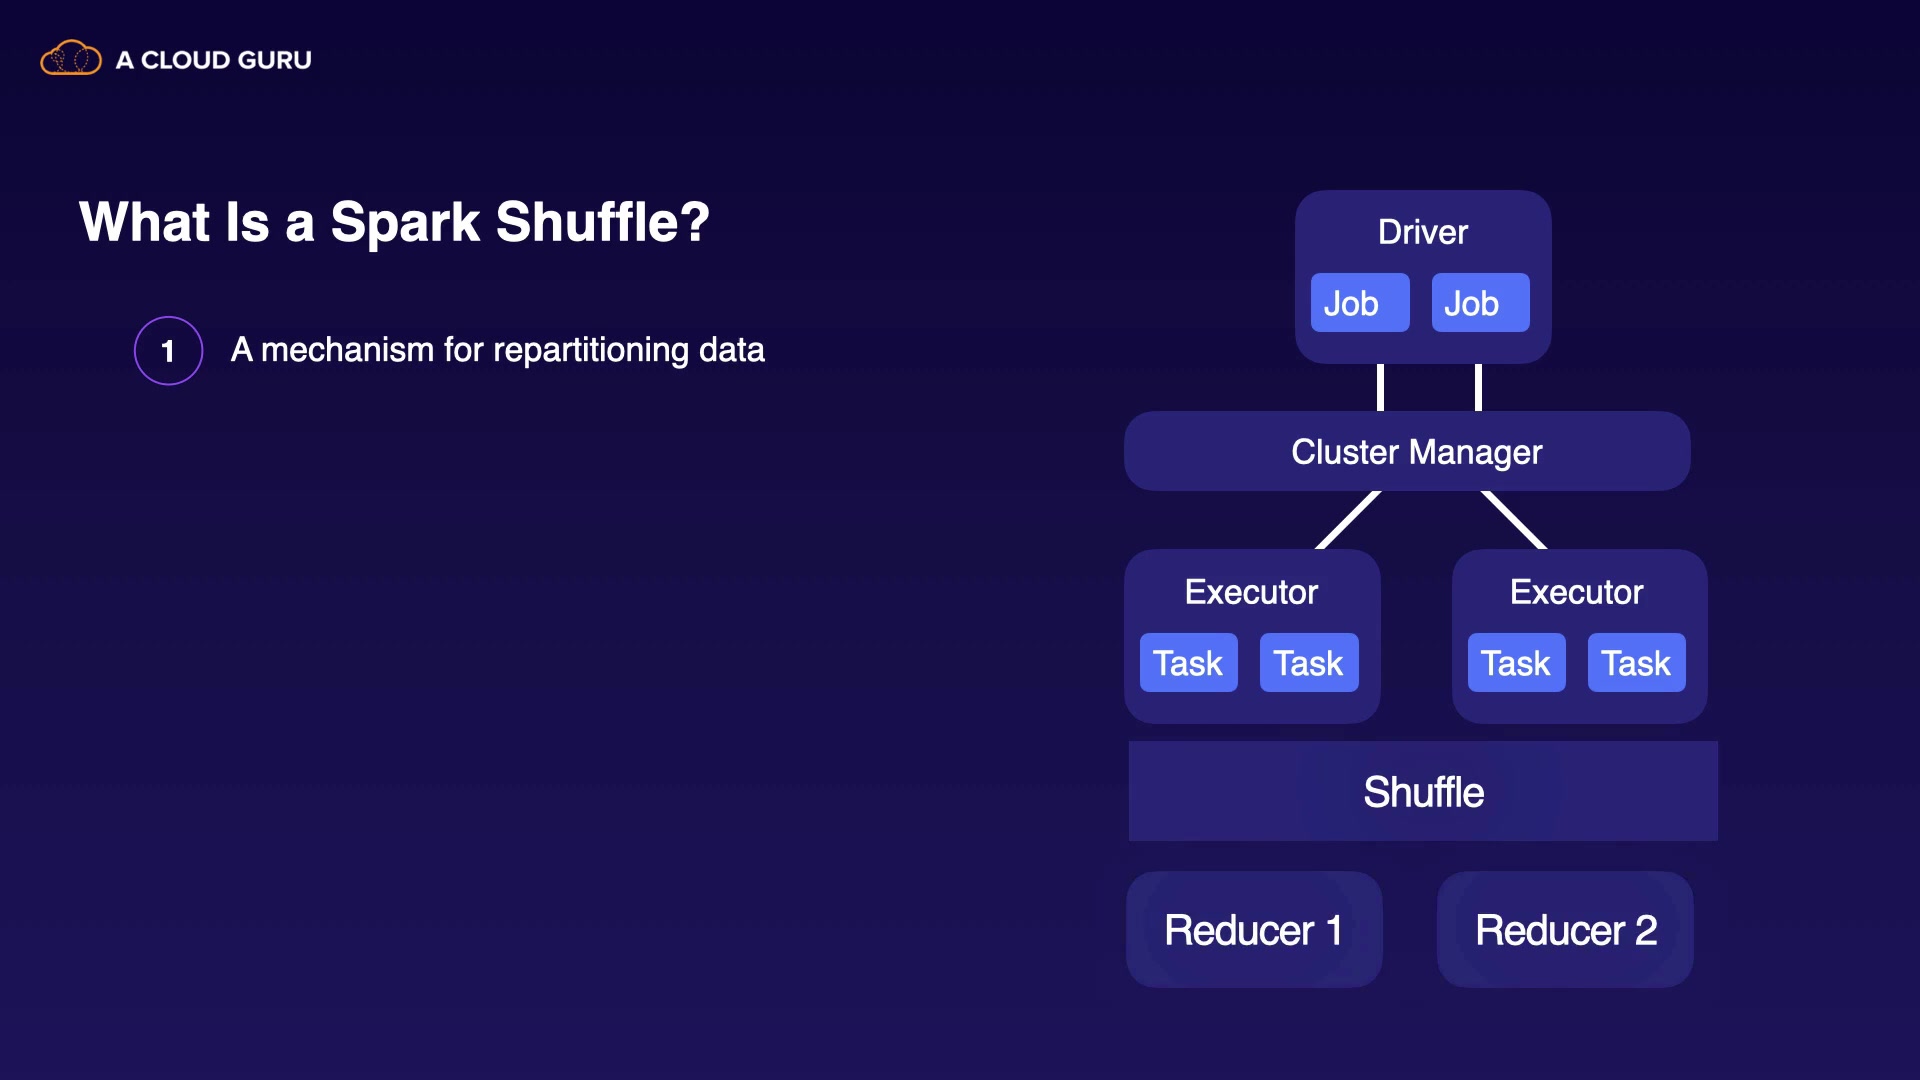 A CLOUD GURU
What Is a Spark Shuffle?
1 A mechanism for repartitioning data
Driver
Job Job
Cluster Manager
Executor Executor
Task Task Task Task
Shuffle
Reducer 1 Reducer 2